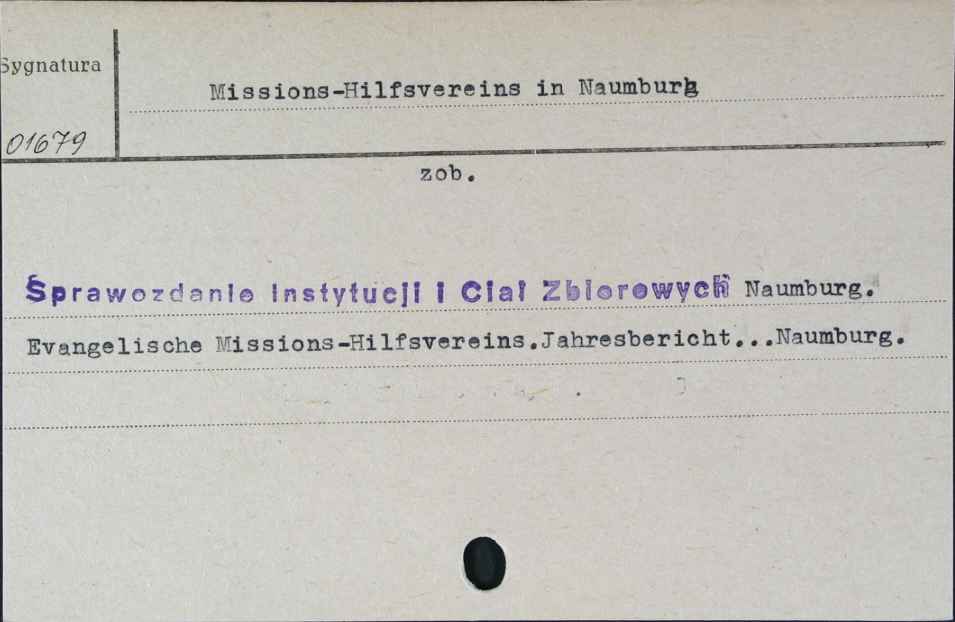 Sygnatura
Missions-Hilfsvereins in Naumburg
01679
zob.
Sprawozdanie Instytucji i Ciał Zbiorowych Naumburg.
Evangelische Missions-Hilfsvereins.Jahresbericht...Naumburg.